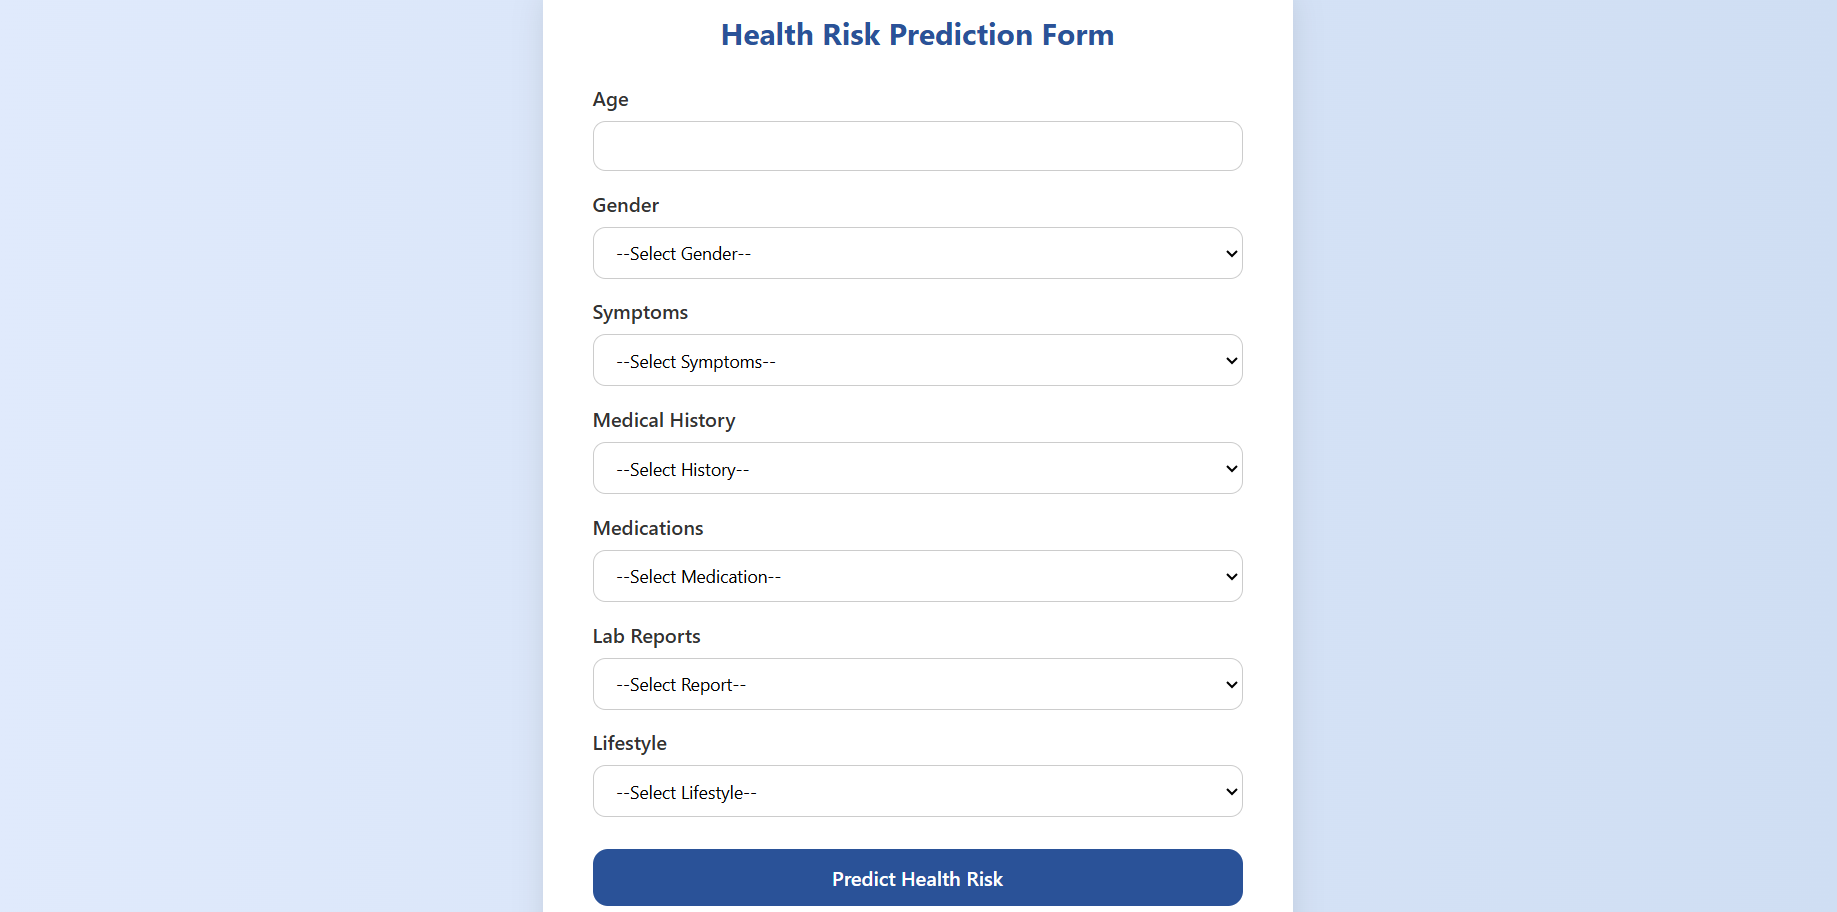 Health Risk Prediction Form
Age
Gender
--Select Gender--
Symptoms
--Select Symptoms--
Medical History
--Select History--
Medications
--Select Medication--
Lab Reports
--Select Report--
Lifestyle
--Select Lifestyle--
Predict Health Risk